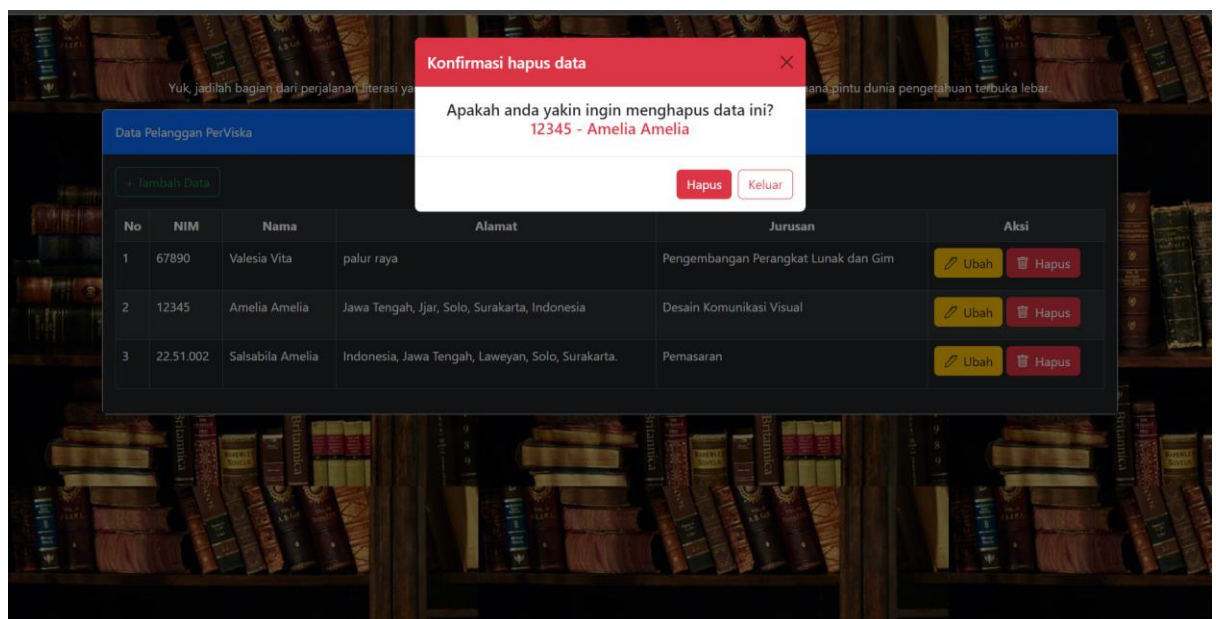 Konfirmasi hapus data
Apakah anda yakin ingin menghapus data ini?
12345 - Amelia Amelia
Hapus Keluar
Yuk, jadilah bagian dari perjalanan literasi ya
ana pintu dunia pengetahuan terbuka lebar.
Data Pelanggan PerViska
+ Tambah Data
No NIM Nama Alamat Jurusan Aksi
1 67890 Valesia Vita palur raya Pengembangan Perangkat Lunak dan Gim Ubah Hapus
2 12345 Amelia Amelia Jawa Tengah, Jjar, Solo, Surakarta, Indonesia Desain Komunikasi Visual Ubah Hapus
3 22.51.002 Salsabila Amelia Indonesia, Jawa Tengah, Laweyan, Solo, Surakarta. Pemasaran Ubah Hapus
Britannica
Britannica
Britannica